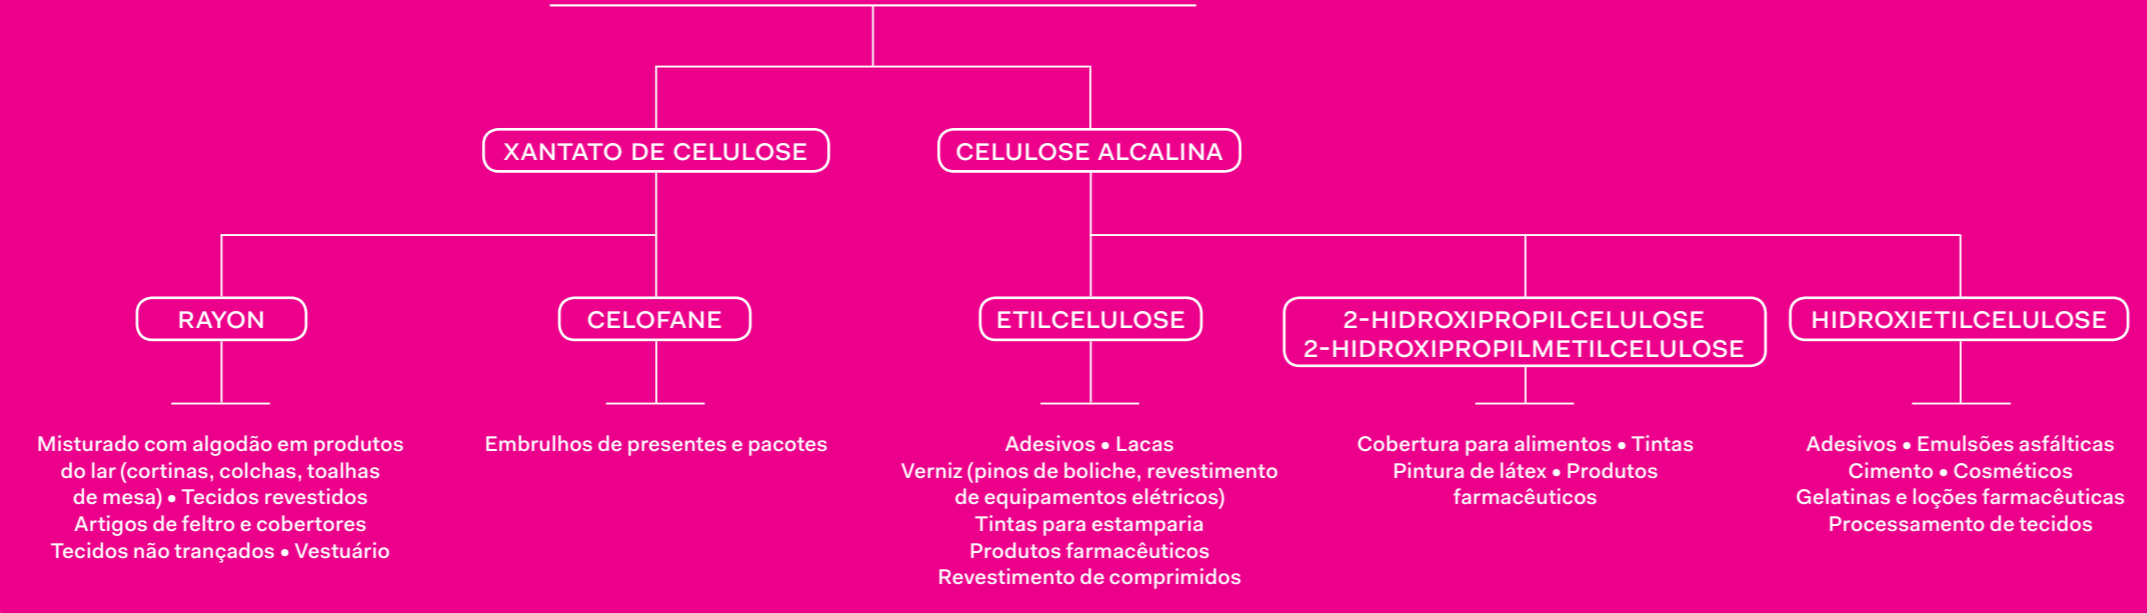 XANTATO DE CELULOSE
CELULOSE ALCALINA
RAYON
CELOFANE
ETILCELULOSE
2-HIDROXIPROPILCELULOSE
2-HIDROXIPROPILMETILCELULOSE
HIDROXIETILCELULOSE
Misturado com algodão em produtos
do lar (cortinas, colchas, toalhas
de mesa) • Tecidos revestidos
Artigos de feltro e cobertores
Tecidos não trançados • Vestuário
Embrulhos de presentes e pacotes
Adesivos • Lacas
Verniz (pinos de boliche, revestimento
de equipamentos elétricos)
Tintas para estamparia
Produtos farmacêuticos
Revestimento de comprimidos
Cobertura para alimentos • Tintas
Pintura de látex • Produtos
farmacêuticos
Adesivos • Emulsões asfálticas
Cimento • Cosméticos
Gelatinas e loções farmacêuticas
Processamento de tecidos